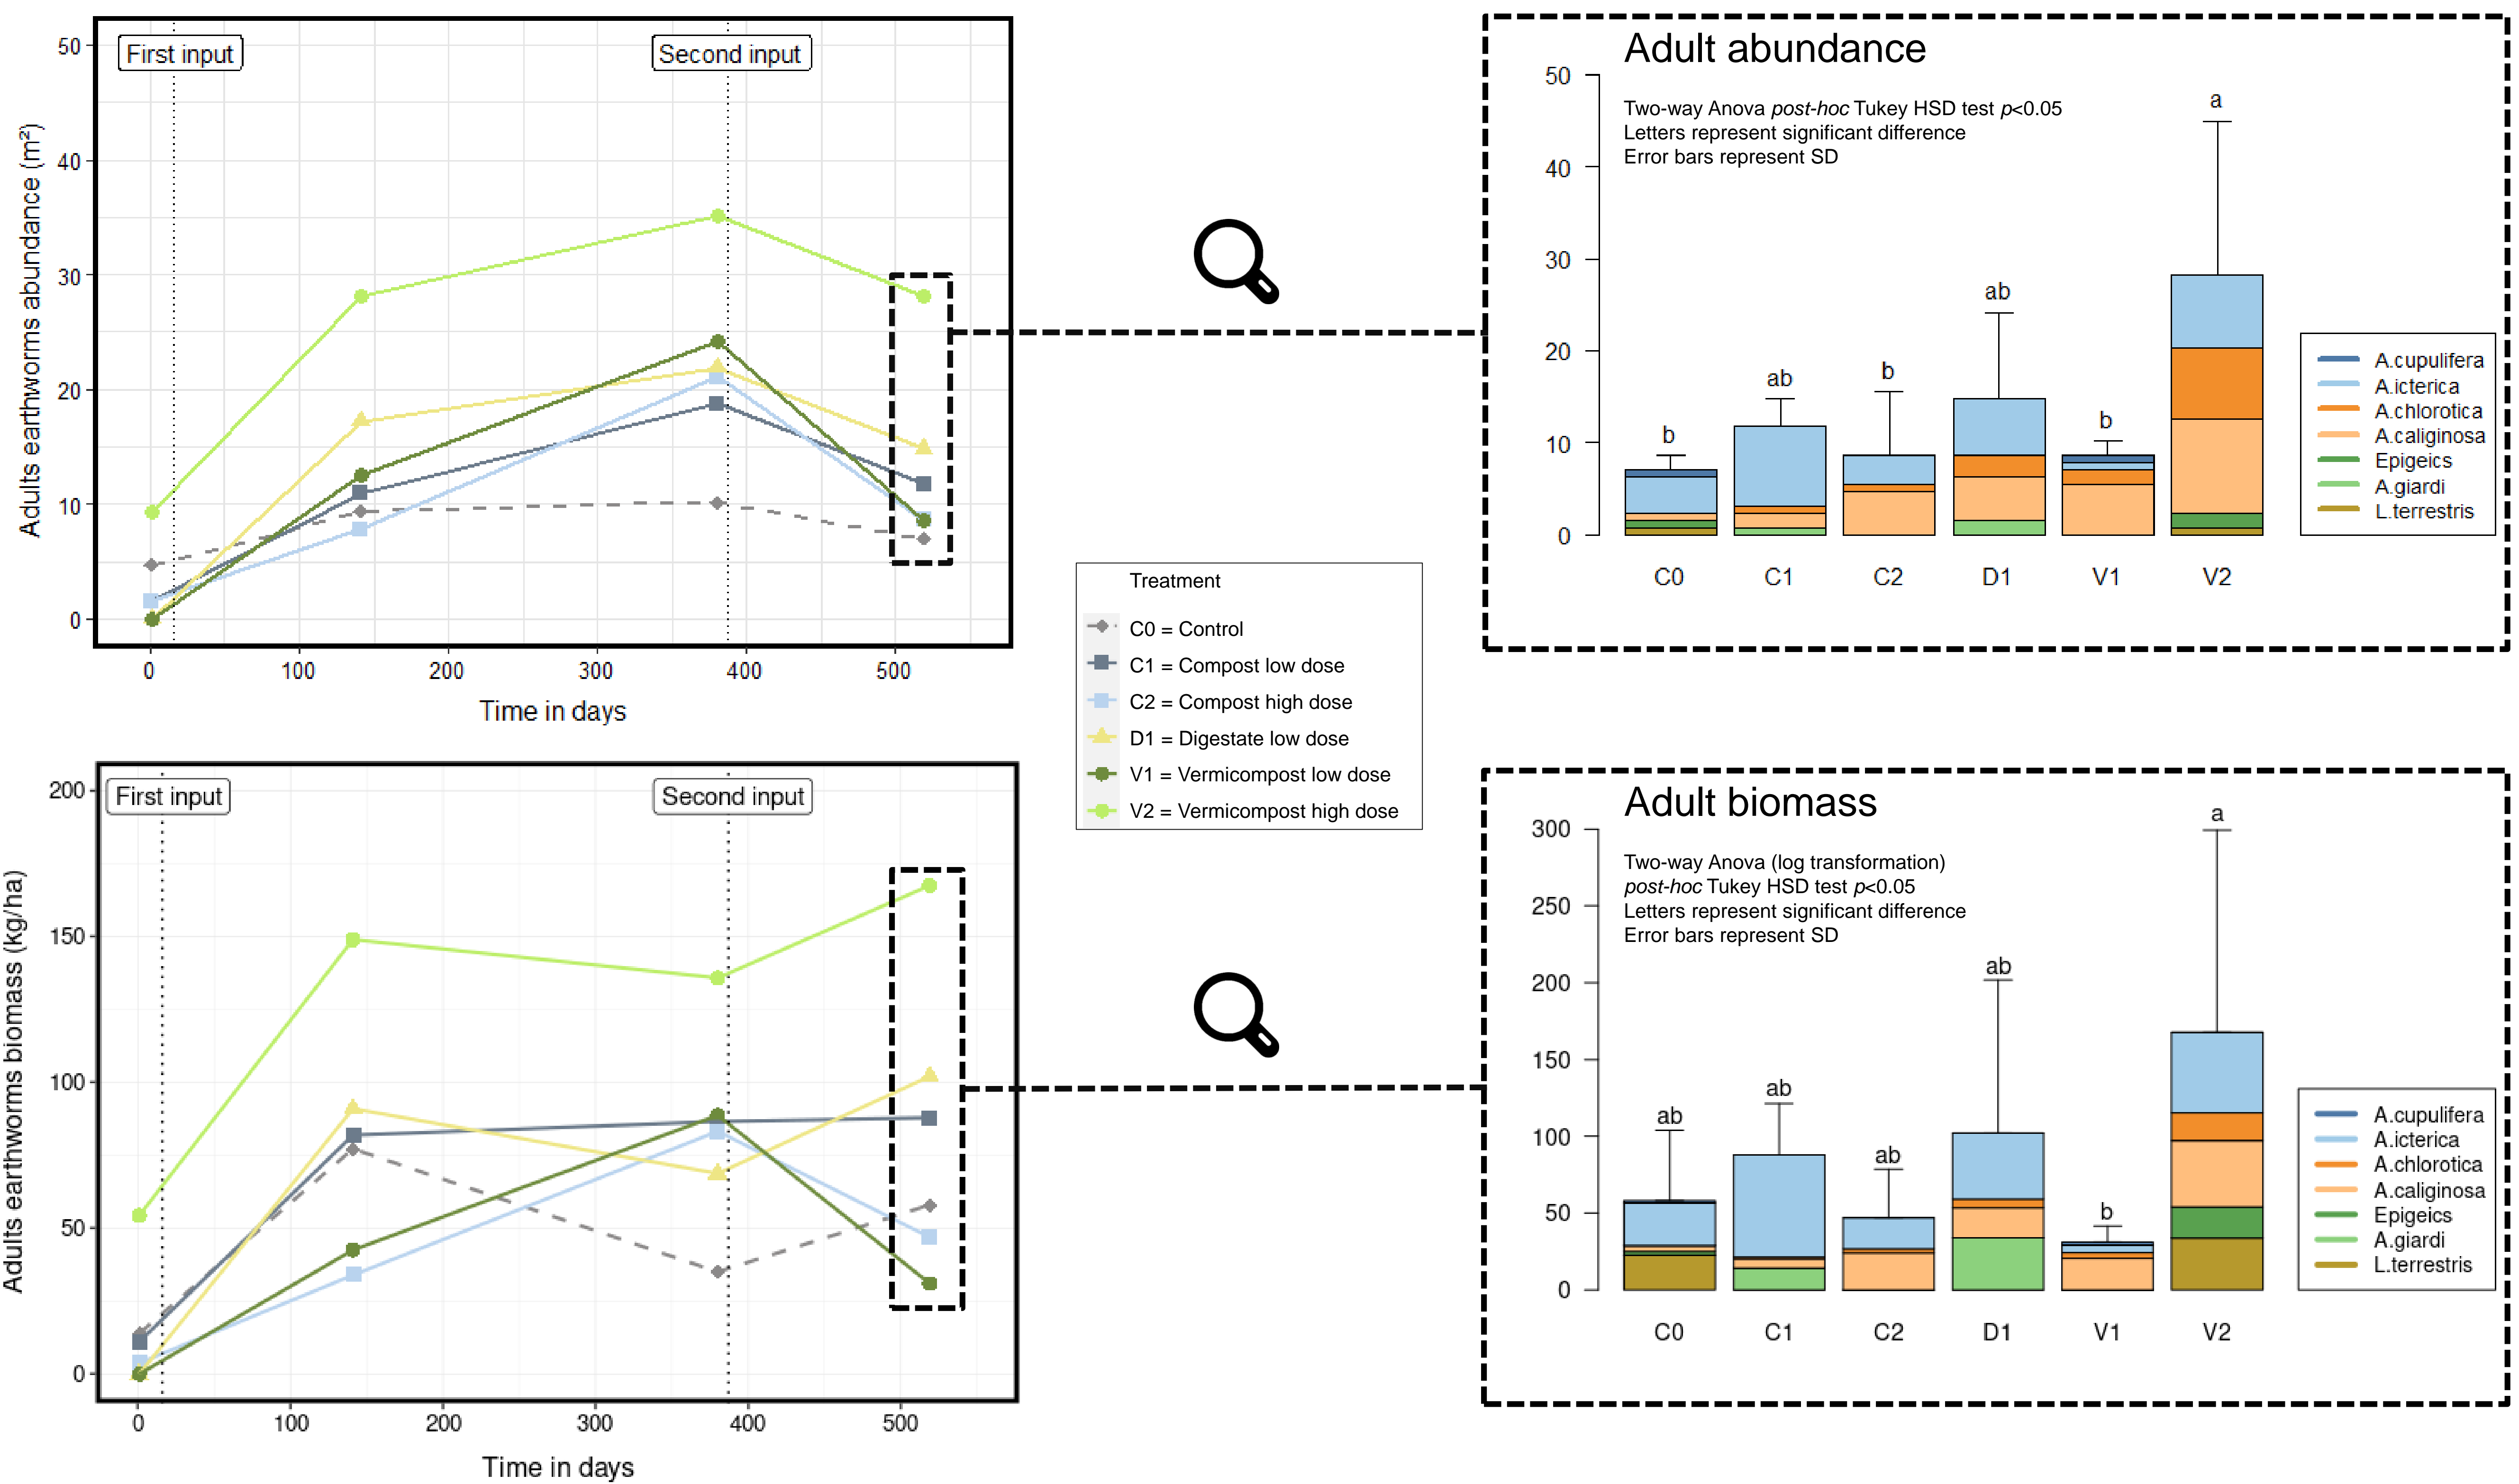 First input
Second input
Adults earthworms abundance (m²)
50
40
30
20
10
0
0
100
200
300
400
500
Time in days
Adult abundance
Two-way Anova post-hoc Tukey HSD test p<0.05
Letters represent significant difference
Error bars represent SD
50
40
30
20
10
0
b
ab
b
ab
b
a
C0
C1
C2
D1
V1
V2
A.cupulifera
A.icterica
A.chlorotica
A.caliginosa
Epigeics
A.giardi
L.terrestris
Treatment
C0 = Control
C1 = Compost low dose
C2 = Compost high dose
D1 = Digestate low dose
V1 = Vermicompost low dose
V2 = Vermicompost high dose
First input
Second input
Adults earthworms biomass (kg/ha)
200
150
100
50
0
0
100
200
300
400
500
Time in days
Adult biomass
Two-way Anova (log transformation)
post-hoc Tukey HSD test p<0.05
Letters represent significant difference
Error bars represent SD
300
250
200
150
100
50
0
ab
ab
ab
ab
b
a
C0
C1
C2
D1
V1
V2
A.cupulifera
A.icterica
A.chlorotica
A.caliginosa
Epigeics
A.giardi
L.terrestris